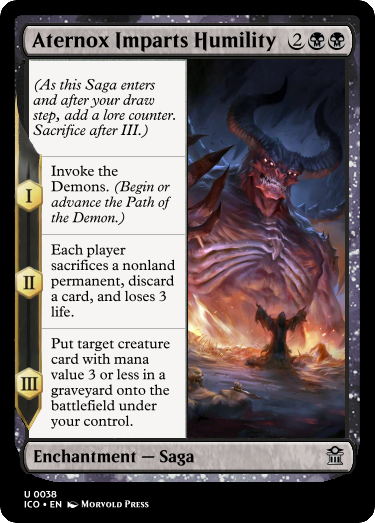 Aternox Imparts Humility 2
(As this Saga enters
and after your draw
step, add a lore counter.
Sacrifice after III.)
I
Invoke the
Demons. (Begin or
advance the Path of
the Demon.)
II
Each player
sacrifices a nonland
permanent, discard
a card, and loses 3
life.
III
Put target creature
card with mana
value 3 or less in a
graveyard onto the
battlefield under
your control.
Enchantment — Saga
U 0038
ICO • EN Morvold Press